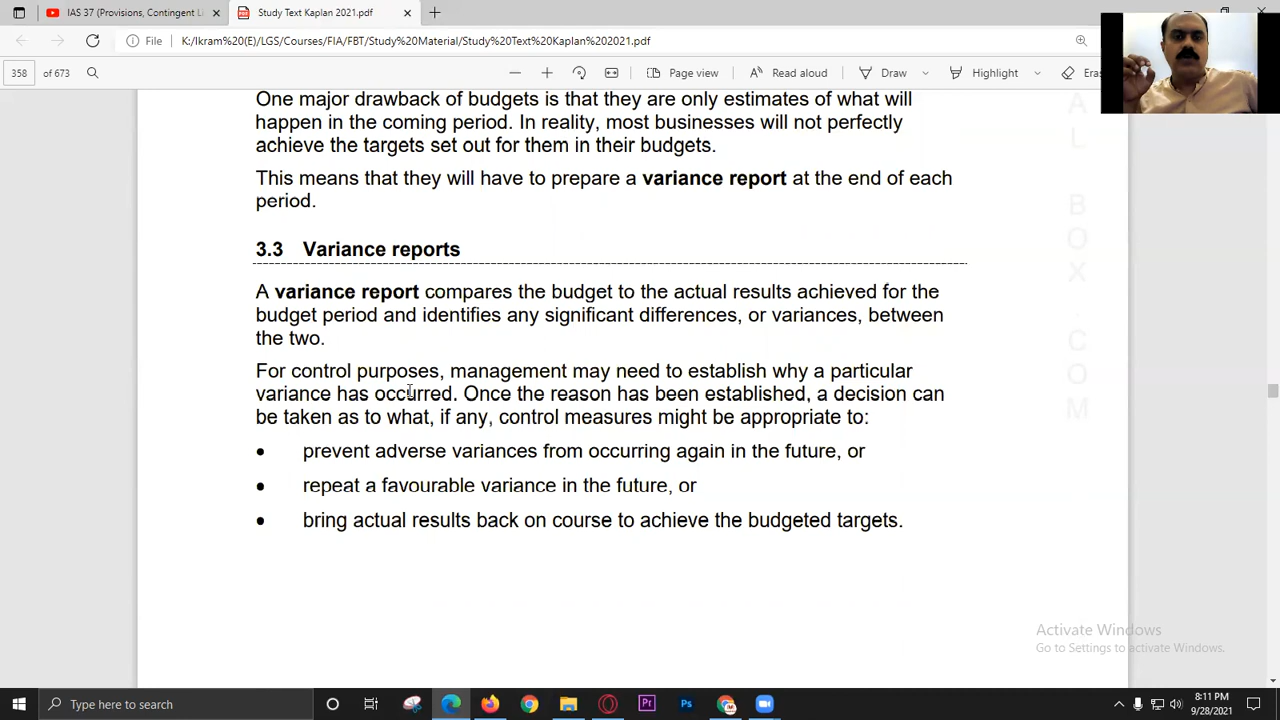 IAS 37 (Provisions, Contingent Li
Study Text Kaplan 2021.pdf
File
K:/Ikram%20(E)/LGS/Courses/FIA/FBT/Study%20Material/Study%20Text%20Kaplan%202021.pdf
358 of 673
Page view
Read aloud
Draw
Highlight
Eras
One major drawback of budgets is that they are only estimates of what will
happen in the coming period. In reality, most businesses will not perfectly
achieve the targets set out for them in their budgets.
This means that they will have to prepare a variance report at the end of each
period.
3.3 Variance reports
A variance report compares the budget to the actual results achieved for the
budget period and identifies any significant differences, or variances, between
the two.
For control purposes, management may need to establish why a particular
variance has occurred. Once the reason has been established, a decision can
be taken as to what, if any, control measures might be appropriate to:
• prevent adverse variances from occurring again in the future, or
• repeat a favourable variance in the future, or
• bring actual results back on course to achieve the budgeted targets.
A
L
B
O
X
.
C
O
M
Activate Windows
Go to Settings to activate Windows.
Type here to search
Pr
Ps
8:11 PM
9/28/2021